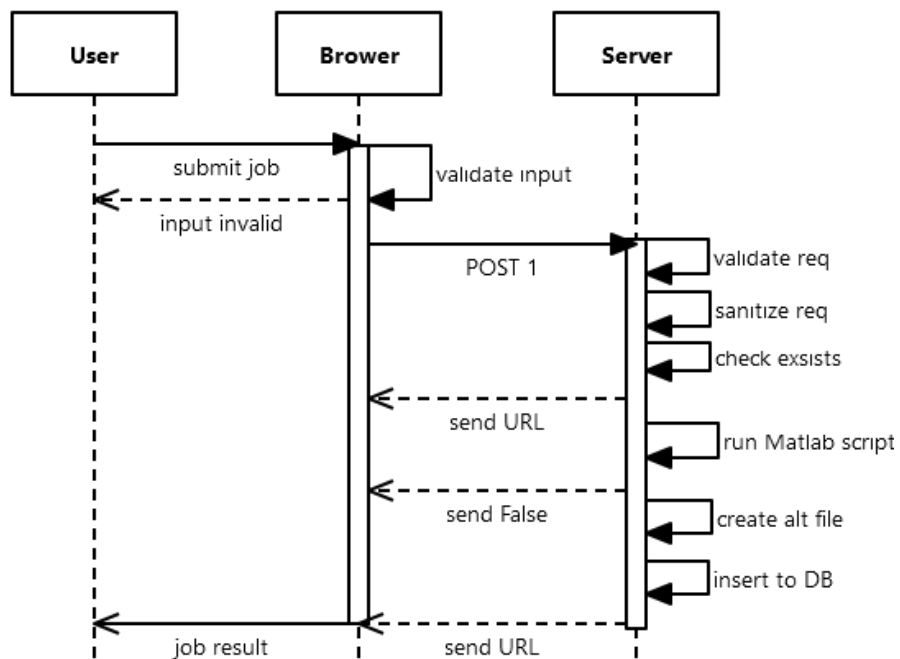 User
Brower
Server
submit job
validate input
input invalid
POST 1
validate req
sanitize req
check exsists
send URL
run Matlab script
send False
create alt file
insert to DB
job result
send URL